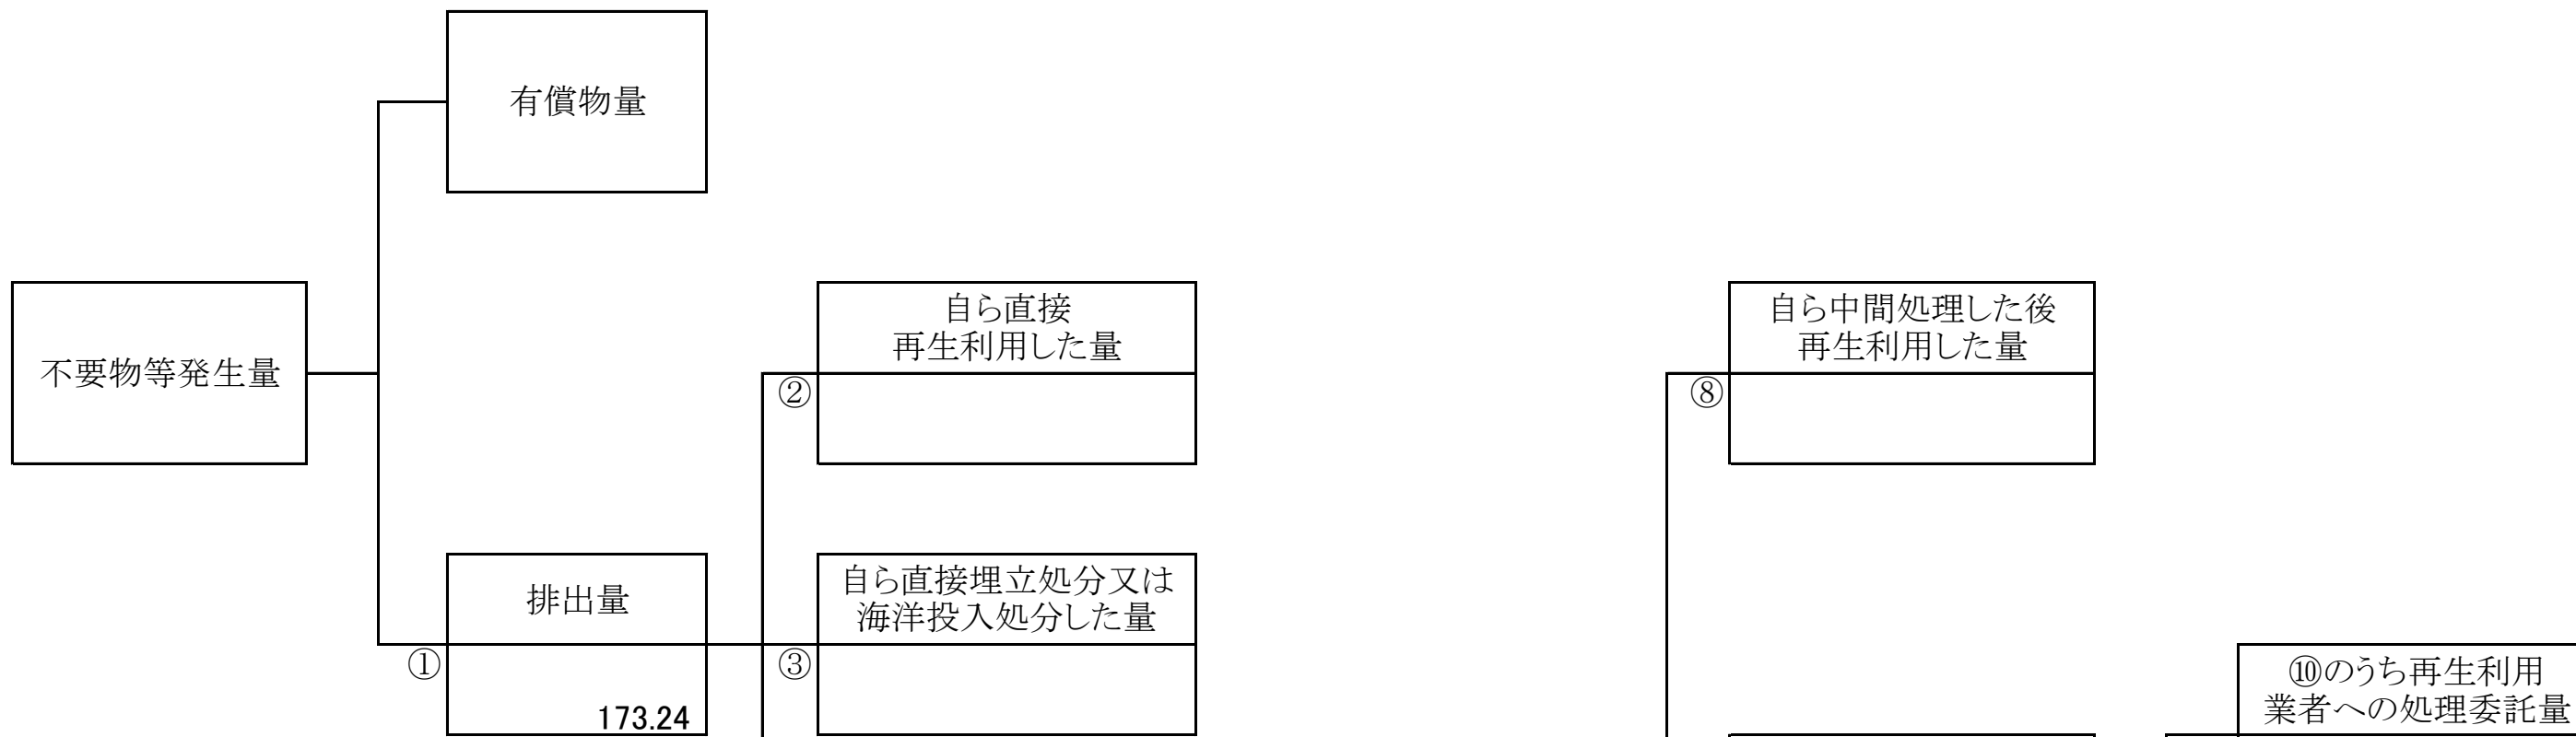 有償物量
不要物等発生量
自ら直接
再生利用した量
②
自ら中間処理した後
再生利用した量
⑧
排出量
①
173.24
自ら直接埋立処分又は
海洋投入処分した量
③
⑩のうち再生利用
業者への処理委託量